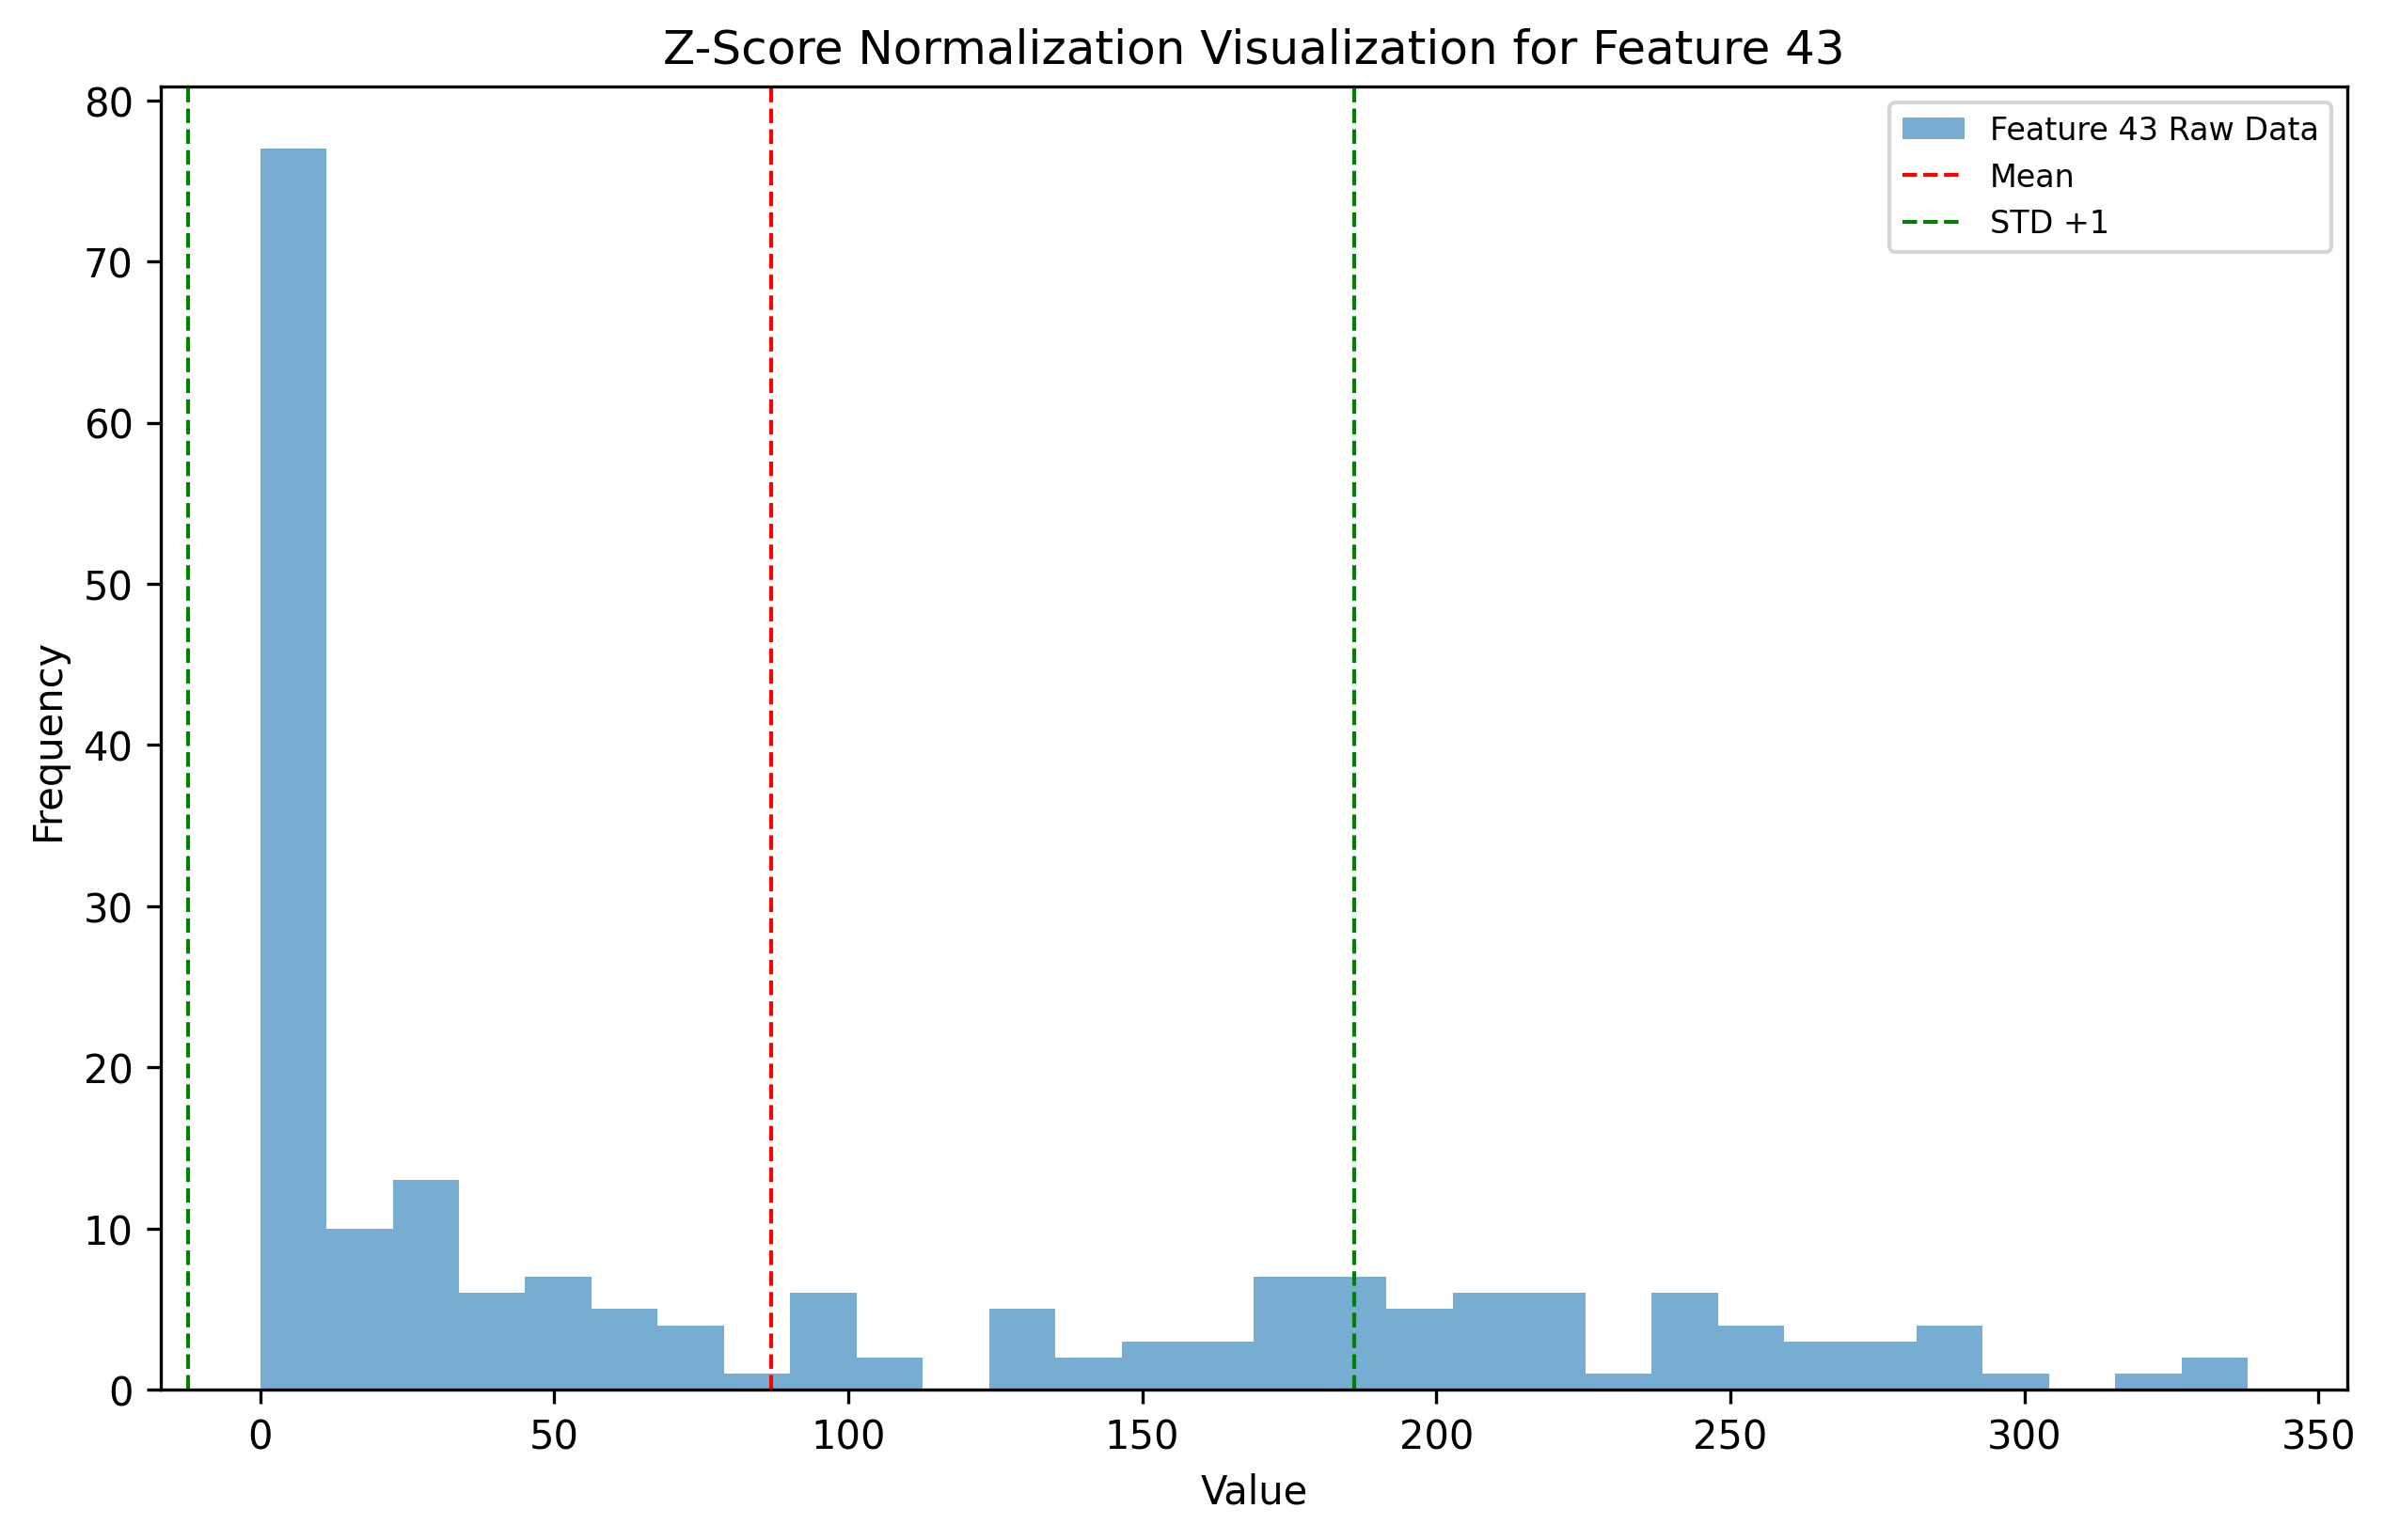 Z-Score Normalization Visualization for Feature 43
Feature 43 Raw Data
Mean
STD +1
80
70
60
50
40
30
20
10
0
Frequency
0 50 100 150 200 250 300 350
Value